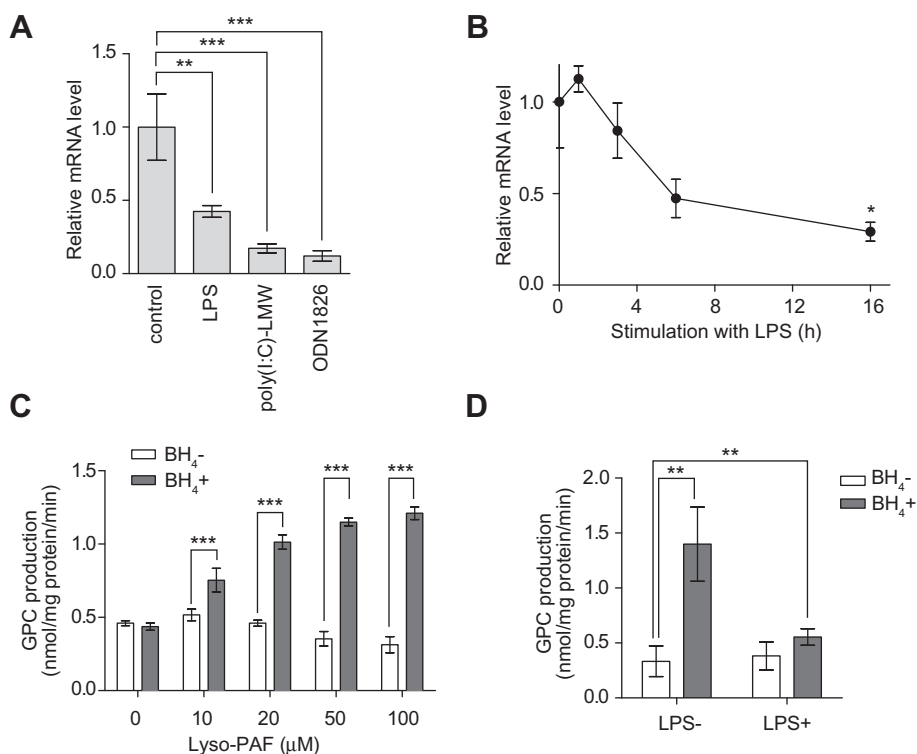 A
***
***
**
1.5
1.0
0.5
0.0
Relative mRNA level
control
LPS
poly(I:C)-LMW
ODN1826
B
1.0
0.5
0
Relative mRNA level
*
0 4 8 12 16
Stimulation with LPS (h)
C
BH4-
BH4+
1.5
1.0
0.5
0.0
GPC production
(nmol/mg protein/min)
*** *** *** ***
0 10 20 50 100
Lyso-PAF (μM)
D
**
**
BH4-
BH4+
2.0
1.5
1.0
0.5
0.0
GPC production
(nmol/mg protein/min)
LPS- LPS+